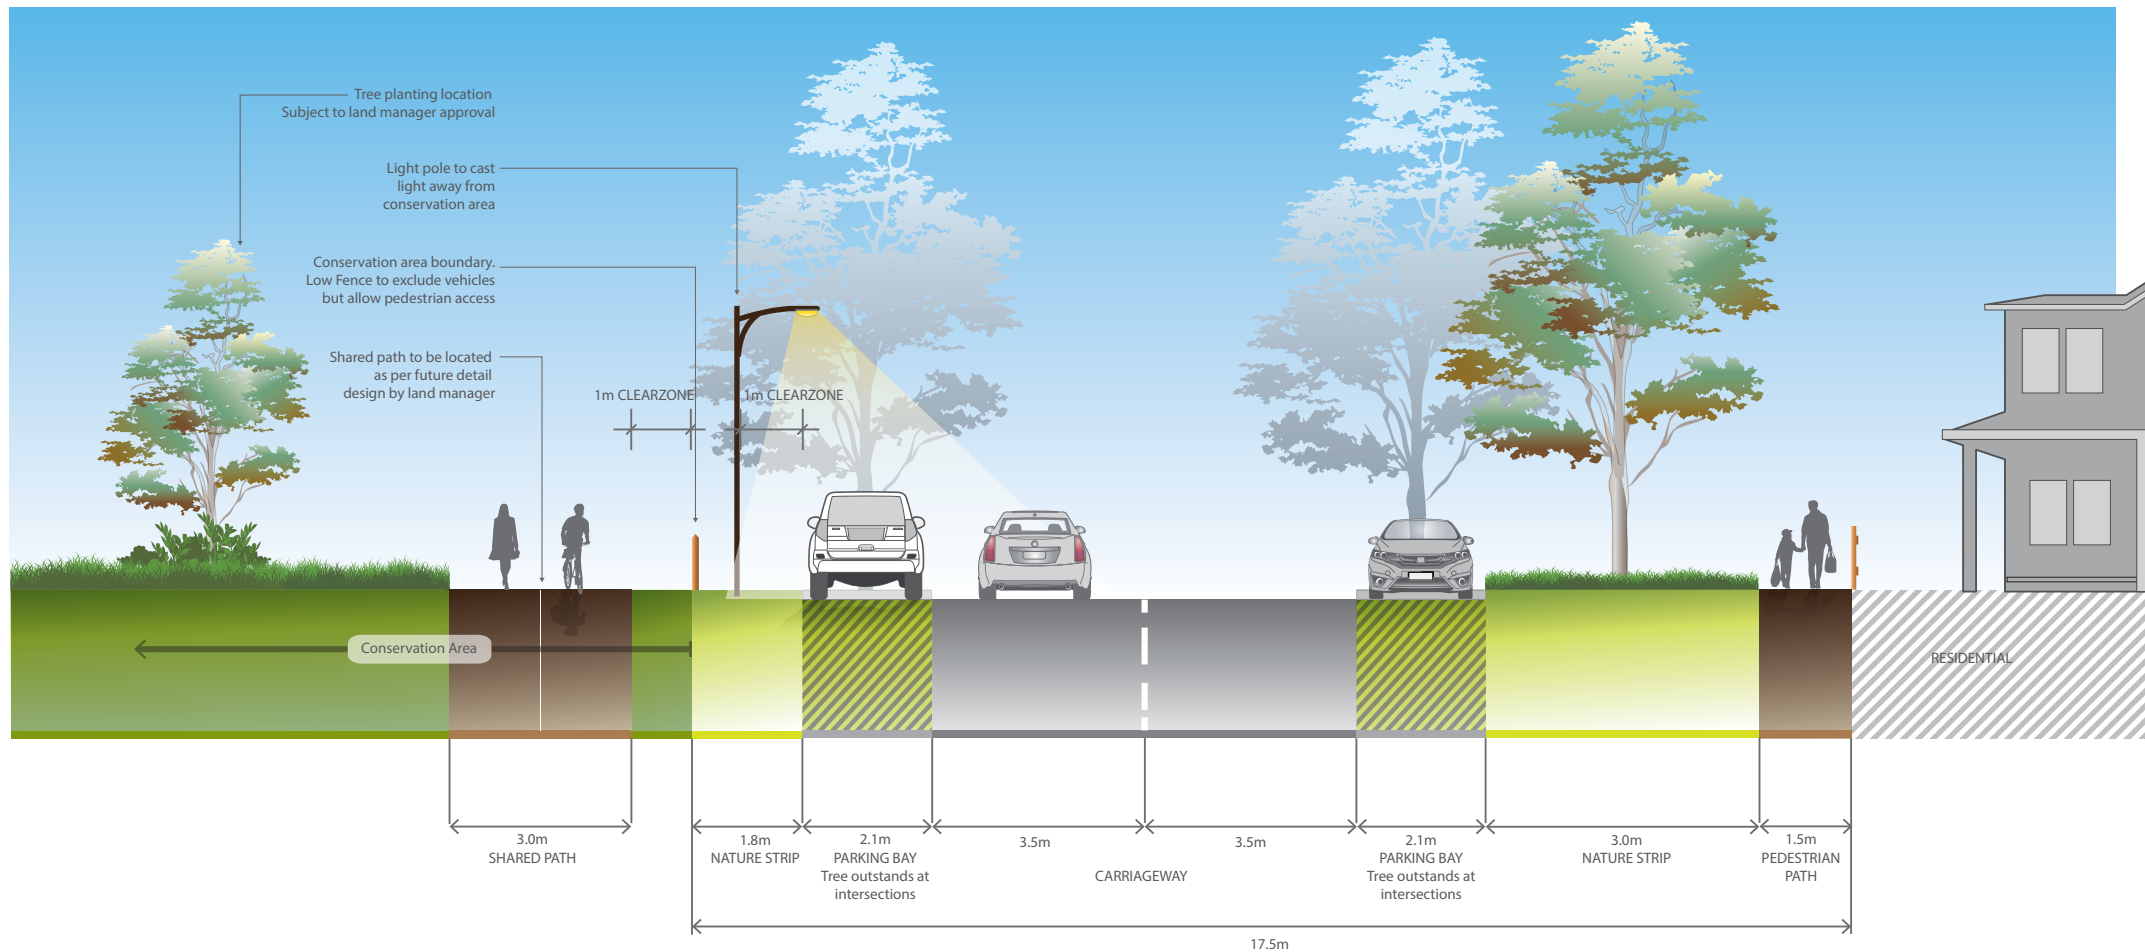 Tree planting location
Subject to land manager approval
Light pole to cast
light away from
conservation area
Conservation area boundary.
Low Fence to exclude vehicles
but allow pedestrian access
Shared path to be located
as per future detail
design by land manager
1m CLEARZONE
1m CLEARZONE
Conservation Area
RESIDENTIAL
3.0m
SHARED PATH
1.8m
NATURE STRIP
2.1m
PARKING BAY
Tree outstands at
intersections
3.5m
3.5m
CARRIAGEWAY
2.1m
PARKING BAY
Tree outstands at
intersections
3.0m
NATURE STRIP
1.5m
PEDESTRIAN
PATH
17.5m